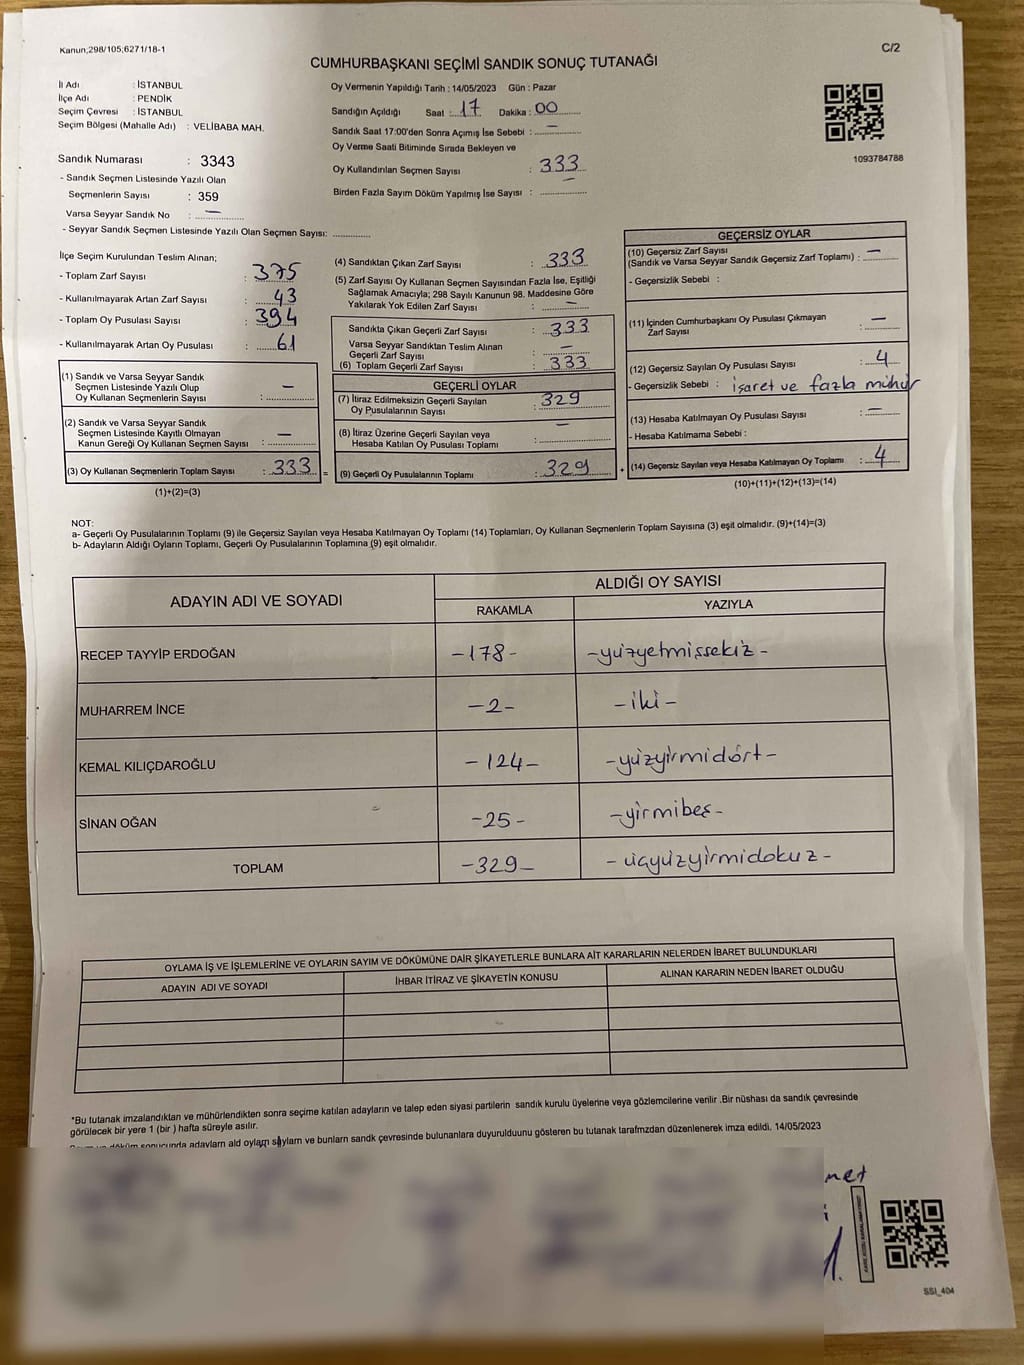 Kanun;298/105;6271/18-1
C/2
CUMHURBAŞKANI SEÇİMİ SANDIK SONUÇ TUTANAĞI
İl Adı : İSTANBUL
İlçe Adı : PENDİK
Seçim Çevresi : İSTANBUL
Seçim Bölgesi (Mahalle Adı) : VELİBABA MAH.
Sandık Numarası : 3343
- Sandık Seçmen Listesinde Yazılı Olan
Seçmenlerin Sayısı : 359
Varsa Seyyar Sandık No : —
- Seyyar Sandık Seçmen Listesinde Yazılı Olan Seçmen Sayısı:
Oy Vermenin Yapıldığı Tarih : 14/05/2023 Gün : Pazar
Sandığın Açıldığı Saat : 17 Dakika : 00
Sandık Saat 17:00'den Sonra Açımış İse Sebebi : —
Oy Verme Saati Bitiminde Sırada Bekleyen ve
Oy Kullandırılan Seçmen Sayısı : 333
Birden Fazla Sayım Döküm Yapılmış İse Sayısı : —
1093784788
İlçe Seçim Kurulundan Teslim Alınan;
- Toplam Zarf Sayısı : 375
- Kullanılmayarak Artan Zarf Sayısı : 43
- Toplam Oy Pusulası Sayısı : 394
- Kullanılmayarak Artan Oy Pusulası : 61
(1) Sandık ve Varsa Seyyar Sandık
Seçmen Listesinde Yazılı Olup
Oy Kullanan Seçmenlerin Sayısı : —
(2) Sandık ve Varsa Seyyar Sandık
Seçmen Listesinde Kayıtlı Olmayan
Kanun Gereği Oy Kullanan Seçmen Sayısı : —
(3) Oy Kullanan Seçmenlerin Toplam Sayısı : 333 =
(1)+(2)=(3)
(4) Sandıktan Çıkan Zarf Sayısı : 333
(5) Zarf Sayısı Oy Kullanan Seçmen Sayısından Fazla İse, Eşitliği
Sağlamak Amacıyla; 298 Sayılı Kanunun 98. Maddesine Göre
Yakılarak Yok Edilen Zarf Sayısı : —
Sandıkta Çıkan Geçerli Zarf Sayısı : 333
Varsa Seyyar Sandıktan Teslim Alınan
Geçerli Zarf Sayısı : —
(6) Toplam Geçerli Zarf Sayısı : 333
GEÇERLİ OYLAR
(7) İtiraz Edilmeksizin Geçerli Sayılan
Oy Pusulalarının Sayısı : 329
(8) İtiraz Üzerine Geçerli Sayılan veya
Hesaba Katılan Oy Pusulası Toplamı : —
(9) Geçerli Oy Pusulalarının Toplamı : 329 +
GEÇERSİZ OYLAR
(10) Geçersiz Zarf Sayısı
(Sandık ve Varsa Seyyar Sandık Geçersiz Zarf Toplamı) : —
- Geçersizlik Sebebi :
(11) İçinden Cumhurbaşkanı Oy Pusulası Çıkmayan
Zarf Sayısı : —
(12) Geçersiz Sayılan Oy Pusulası Sayısı : 4
- Geçersizlik Sebebi : işaret ve fazla mühür
(13) Hesaba Katılmayan Oy Pusulası Sayısı : —
- Hesaba Katılmama Sebebi :
(14) Geçersiz Sayılan veya Hesaba Katılmayan Oy Toplamı : 4
(10)+(11)+(12)+(13)=(14)
NOT:
a- Geçerli Oy Pusulalarının Toplamı (9) ile Geçersiz Sayılan veya Hesaba Katılmayan Oy Toplamı (14) Toplamları, Oy Kullanan Seçmenlerin Toplam Sayısına (3) eşit olmalıdır. (9)+(14)=(3)
b- Adayların Aldığı Oyların Toplamı, Geçerli Oy Pusulalarının Toplamına (9) eşit olmalıdır.
ADAYIN ADI VE SOYADI ALDIĞI OY SAYISI
RAKAMLA YAZIYLA
RECEP TAYYİP ERDOĞAN -178- -yüzyetmişsekiz-
MUHARREM İNCE -2- -iki-
KEMAL KILIÇDAROĞLU -124- -yüzyirmidört-
SİNAN OĞAN -25- -yirmibeş-
TOPLAM -329- -üçyüzyirmidokuz-
OYLAMA İŞ VE İŞLEMLERİNE VE OYLARIN SAYIM VE DÖKÜMÜNE DAİR ŞİKAYETLERLE BUNLARA AİT KARARLARIN NELERDEN İBARET BULUNDUKLARI
ADAYIN ADI VE SOYADI İHBAR İTİRAZ VE ŞİKAYETİN KONUSU ALINAN KARARIN NEDEN İBARET OLDUĞU
*Bu tutanak imzalandıktan ve mühürlendikten sonra seçime katılan adayların ve talep eden siyasi partilerin sandık kurulu üyelerine veya gözlemcilerine verilir .Bir nüshası da sandık çevresinde
görülecek bir yere 1 (bir ) hafta süreyle asılır.
sonucunda adaylarn ald oylarn saylarn ve bunlarn sandk çevresinde bulunanlara duyurulduunu gösteren bu tutanak tarafmzdan düzenlenerek imza edildi. 14/05/2023
met
SSI_404